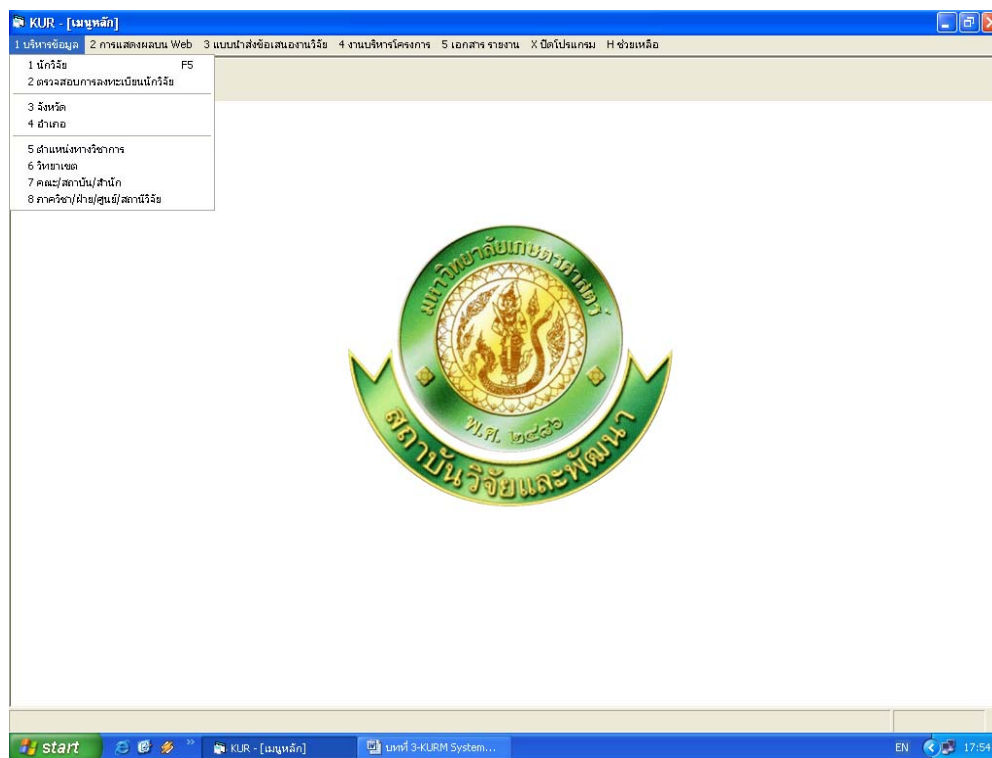 KUR - [เมนูหลัก]
1 บริหารข้อมูล 2 การแสดงผลบน Web 3 แบบนำส่งข้อเสนองานวิจัย 4 งานบริหารโครงการ 5 เอกสาร รายงาน X ปิดโปรแกรม H ช่วยเหลือ
1 นักวิจัย F5
2 ตรวจสอบการลงทะเบียนนักวิจัย
3 จังหวัด
4 อำเภอ
5 ตำแหน่งทางวิชาการ
6 วิทยาเขต
7 คณะ/สถาบัน/สำนัก
8 ภาควิชา/ฝ่าย/ศูนย์/สถานีวิจัย
มหาวิทยาลัยเกษตรศาสตร์
พ.ศ. ๒๔๘๖
สถาบันวิจัยและพัฒนา
start KUR - [เมนูหลัก] บทที่ 3-KURM System... EN 17:54